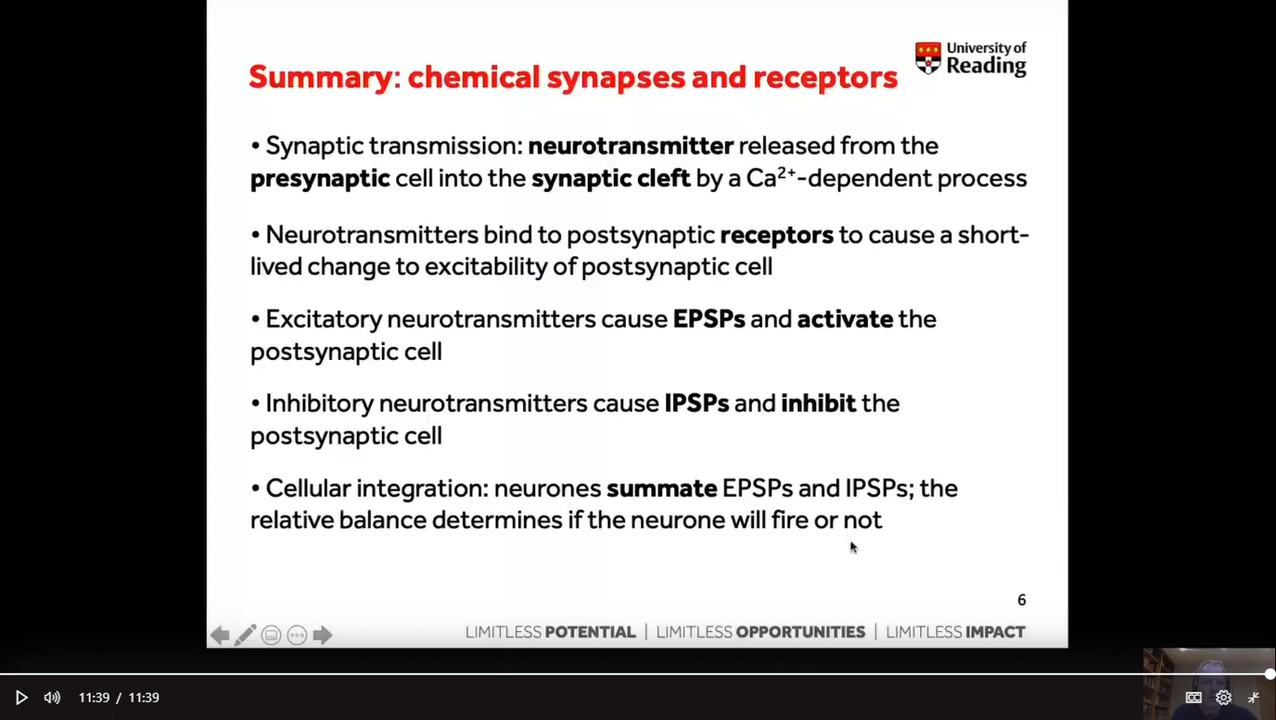 University of
Reading
Summary: chemical synapses and receptors
• Synaptic transmission: neurotransmitter released from the
presynaptic cell into the synaptic cleft by a Ca²⁺-dependent process
• Neurotransmitters bind to postsynaptic receptors to cause a short-
lived change to excitability of postsynaptic cell
• Excitatory neurotransmitters cause EPSPs and activate the
postsynaptic cell
• Inhibitory neurotransmitters cause IPSPs and inhibit the
postsynaptic cell
• Cellular integration: neurones summate EPSPs and IPSPs; the
relative balance determines if the neurone will fire or not
6
LIMITLESS POTENTIAL | LIMITLESS OPPORTUNITIES | LIMITLESS IMPACT
11:39 / 11:39
CC